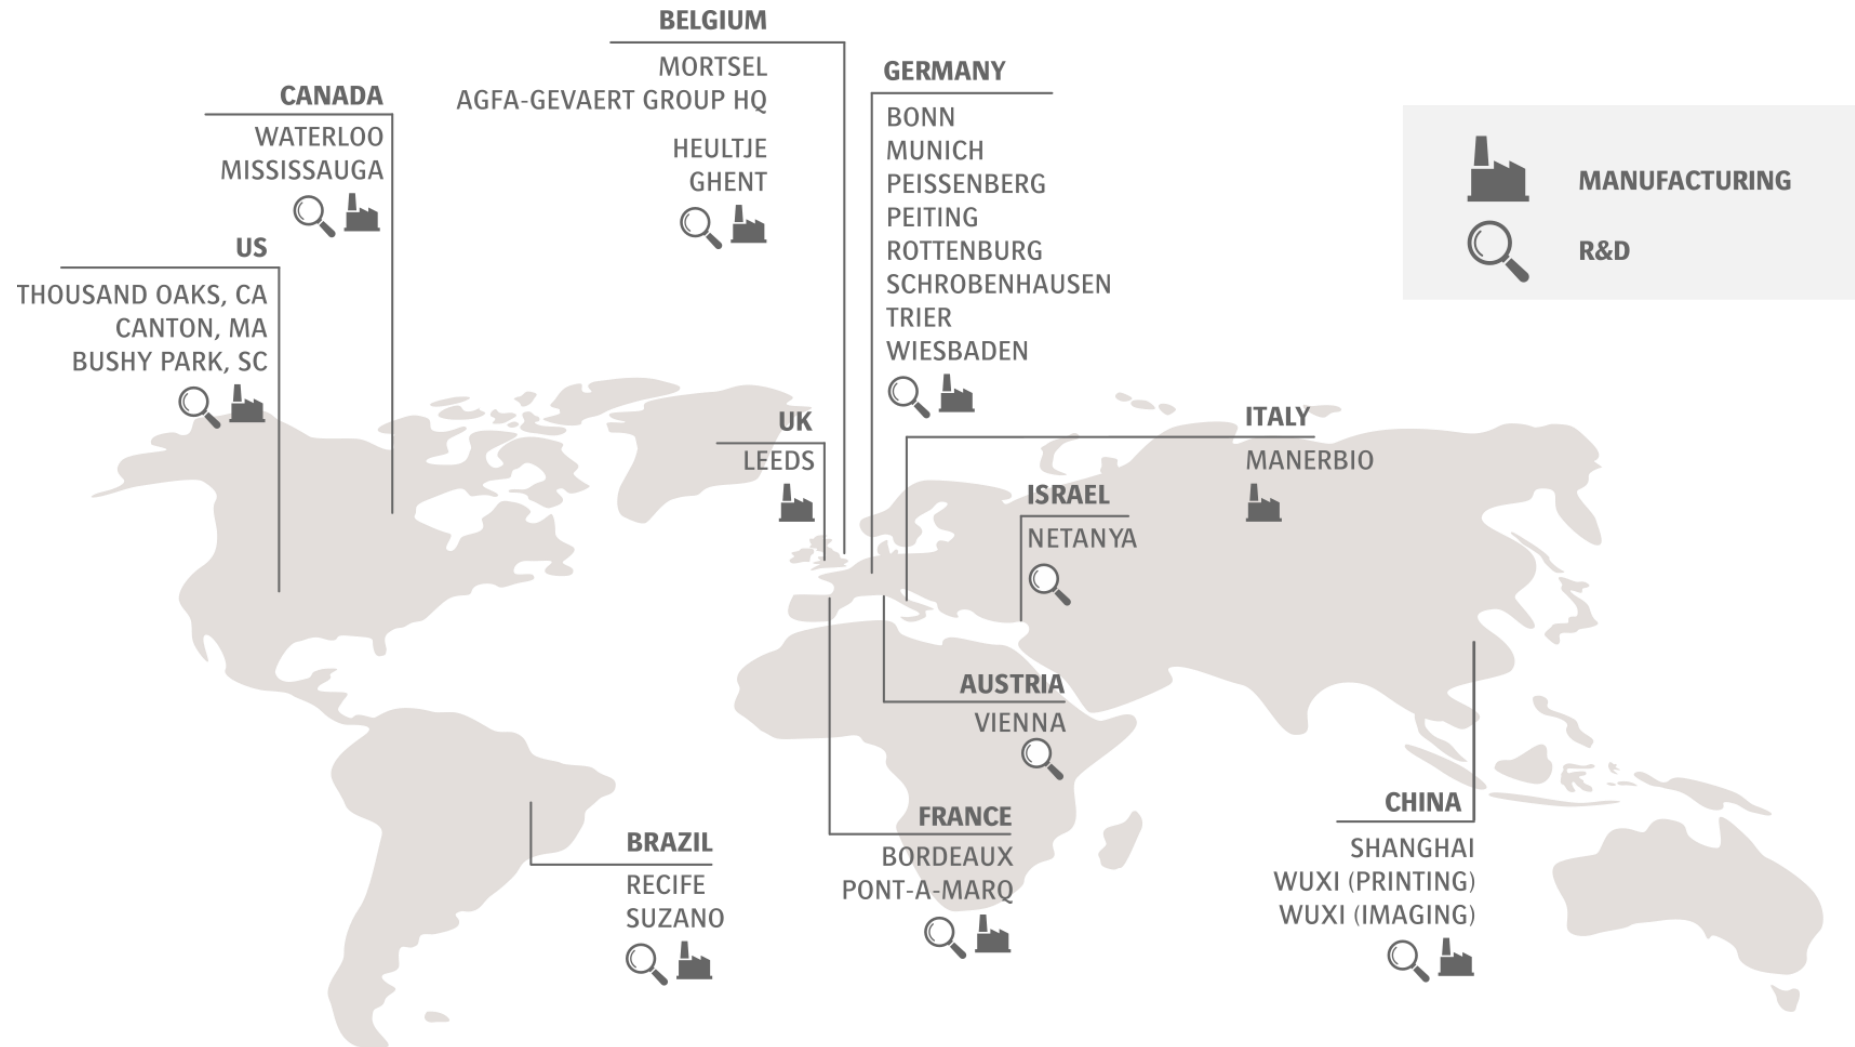 BELGIUM
MORTSEL
AGFA-GEVAERT GROUP HQ
HEULTJE
GHENT
GERMANY
BONN
MUNICH
PEISSENBERG
PEITING
ROTTENBURG
SCHROBENHAUSEN
TRIER
WIESBADEN
CANADA
WATERLOO
MISSISSAUGA
MANUFACTURING
R&D
US
THOUSAND OAKS, CA
CANTON, MA
BUSHY PARK, SC
UK
LEEDS
ITALY
MANERBIO
ISRAEL
NETANYA
AUSTRIA
VIENNA
FRANCE
BORDEAUX
PONT-A-MARQ
BRAZIL
RECIFE
SUZANO
CHINA
SHANGHAI
WUXI (PRINTING)
WUXI (IMAGING)